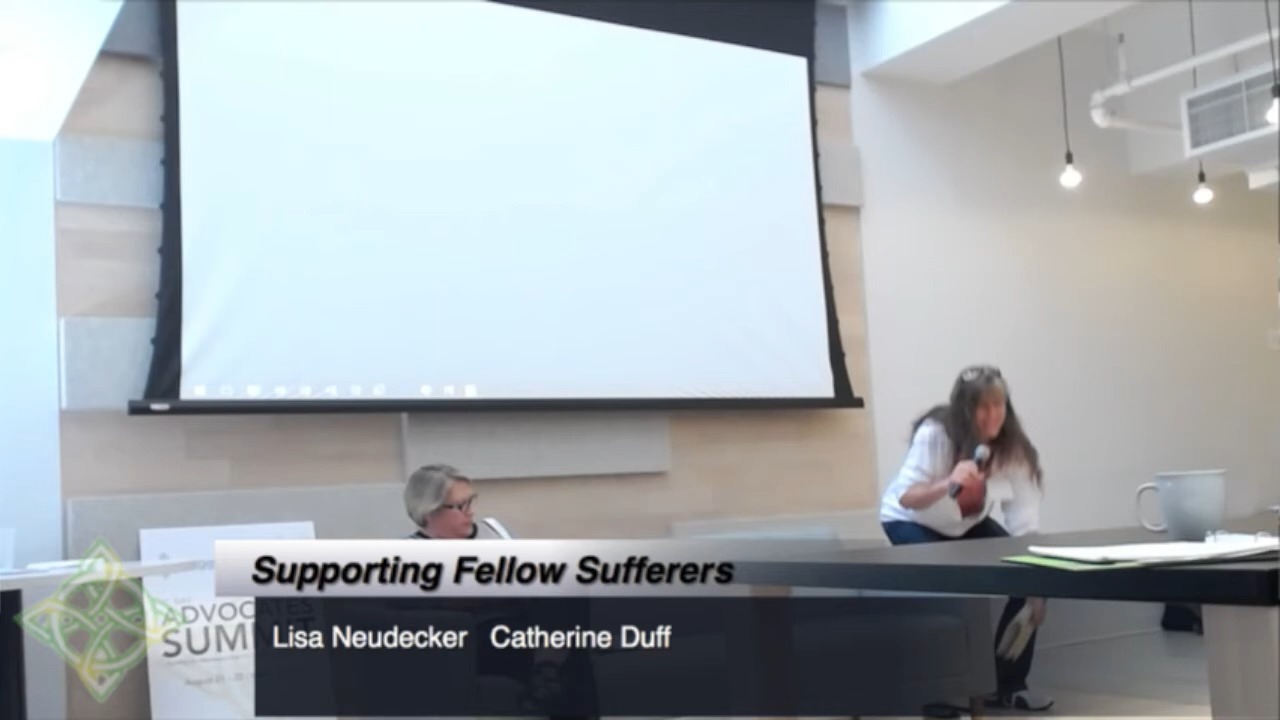 Supporting Fellow Sufferers
Lisa Neudecker Catherine Duff
ADVOCATES
SUMMIT